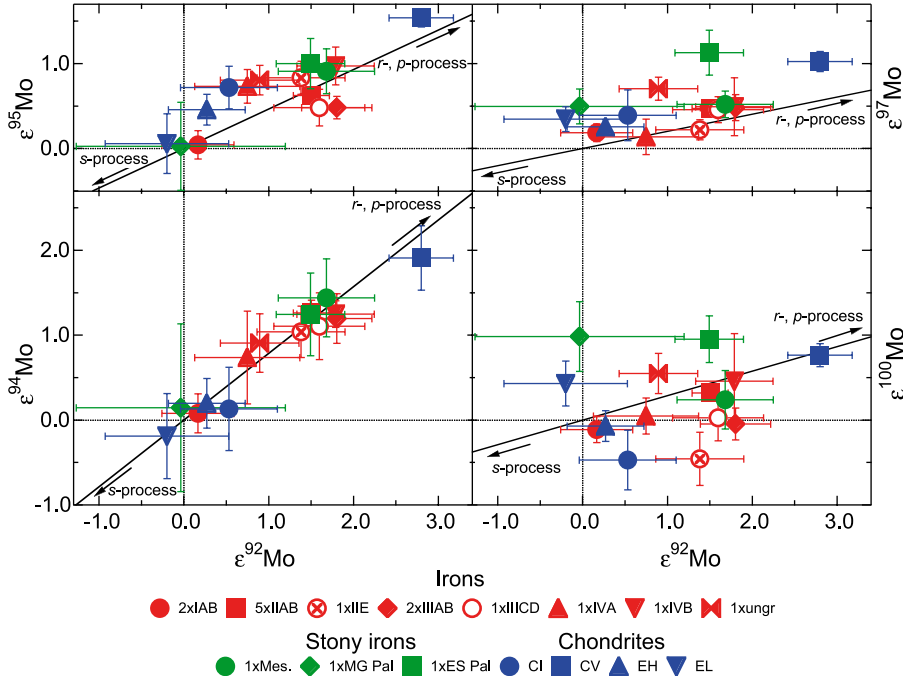 1.0
0.0
ε95Mo
r-, p-process
s-process
r-, p-process
s-process
ε97Mo
2.0
1.0
0.0
-1.0
ε94Mo
r-, p-process
s-process
r-, p-process
s-process
ε100Mo
-1.0 0.0 1.0 2.0 3.0
-1.0 0.0 1.0 2.0 3.0
ε92Mo
ε92Mo
Irons
2xIAB 5xIIAB 1xIIE 2xIIIAB 1xIIICD 1xIVA 1xIVB 1xungr
Stony irons Chondrites
1xMes. 1xMG Pal 1xES Pal CI CV EH EL